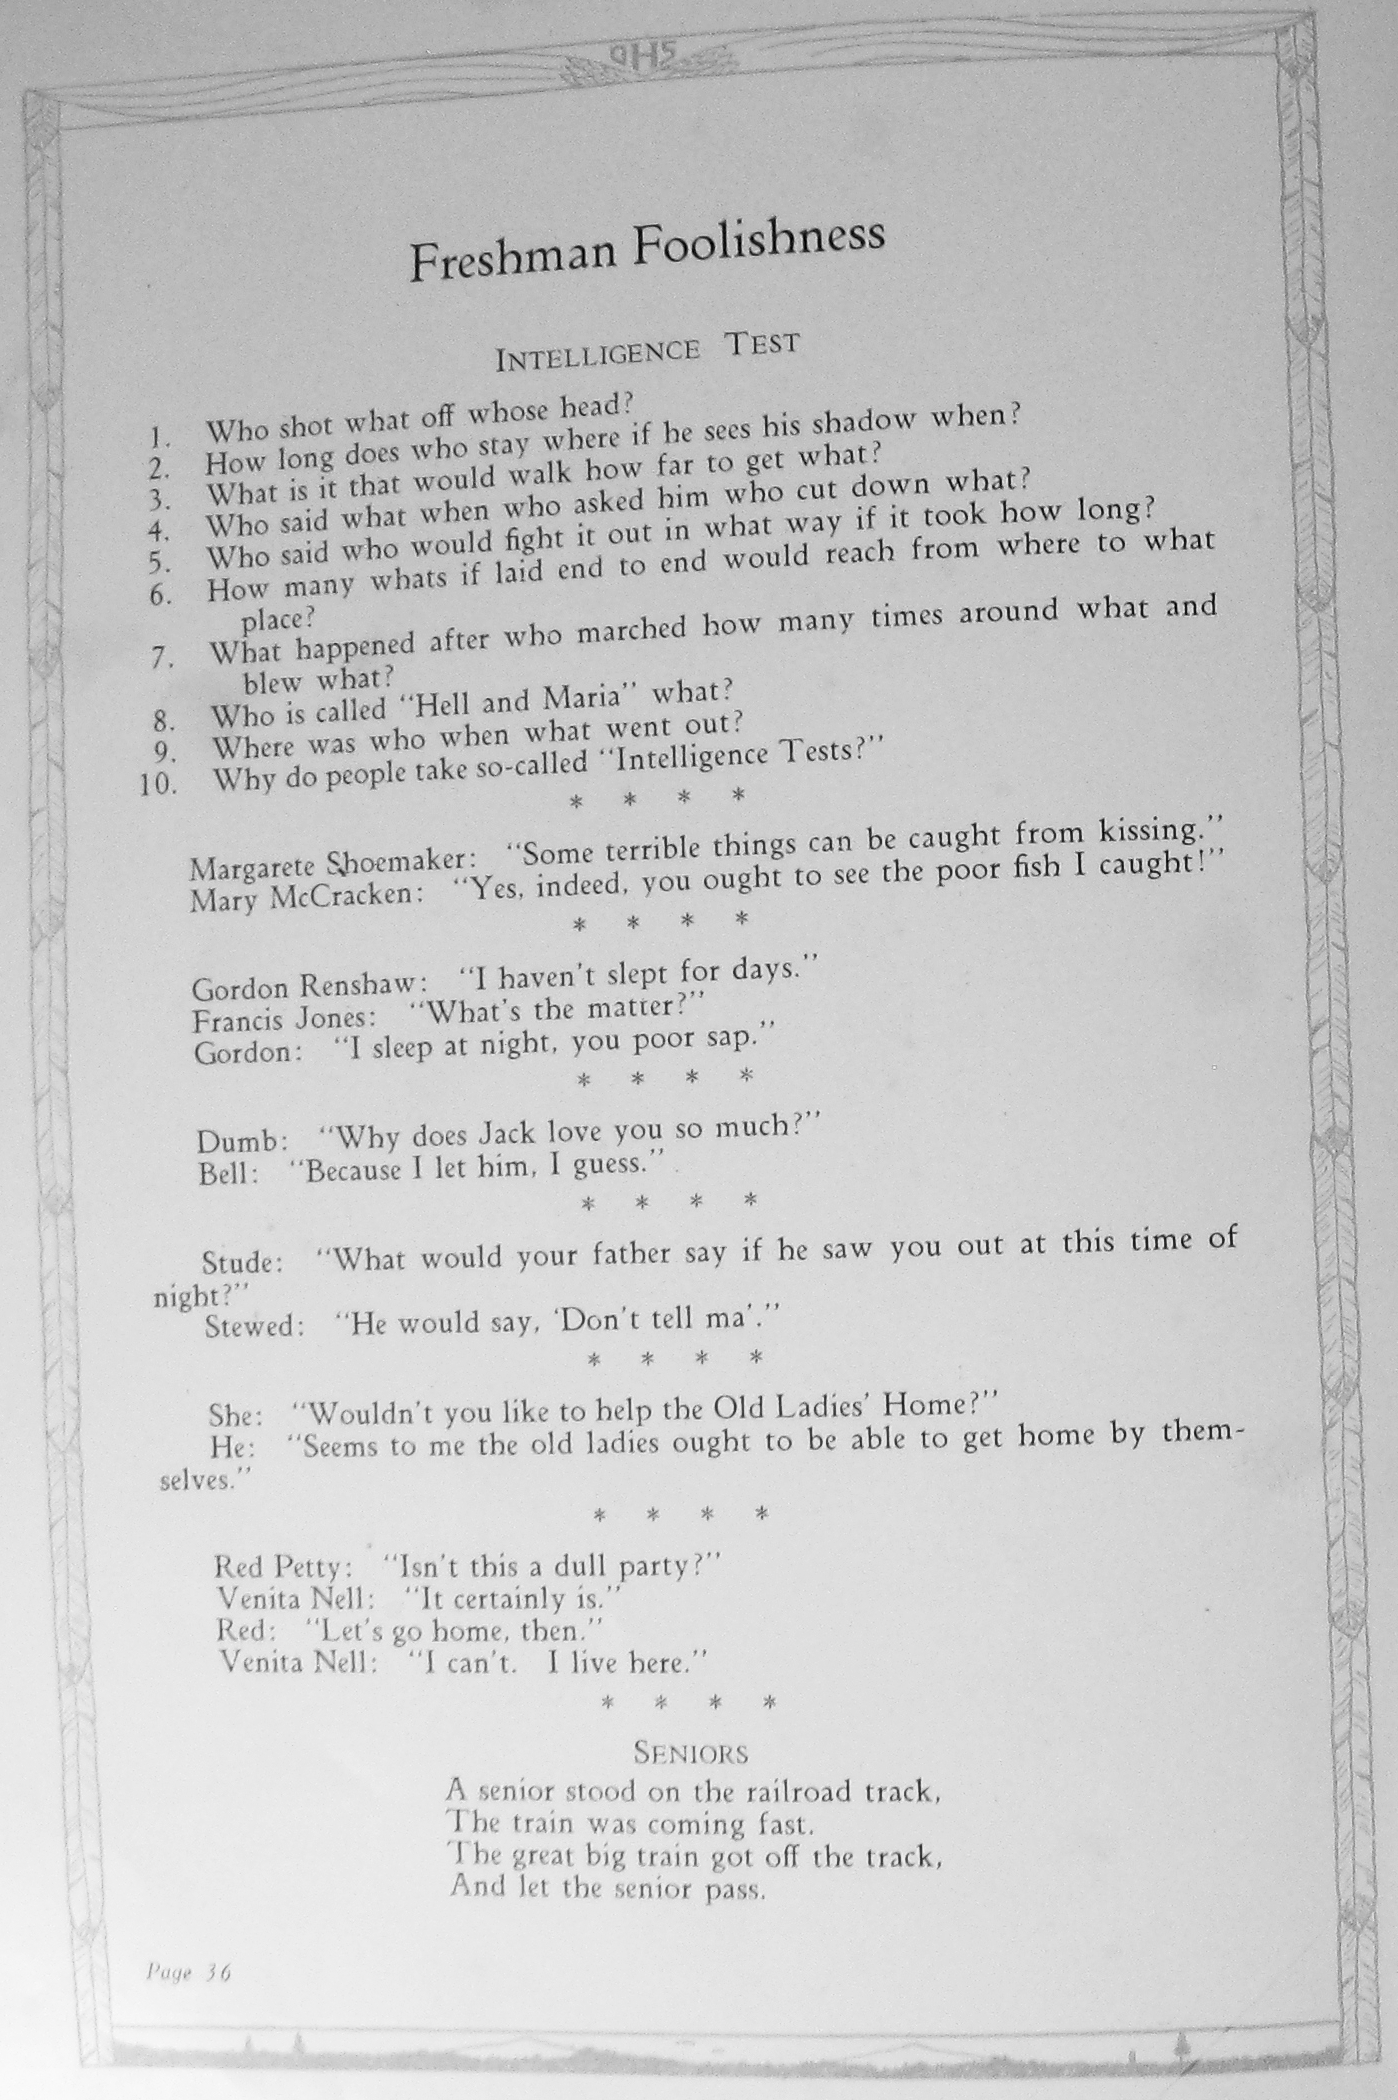 PHS
Freshman Foolishness
INTELLIGENCE TEST
1. Who shot what off whose head?
2. How long does who stay where if he sees his shadow when?
3. What is it that would walk how far to get what?
4. Who said what when who asked him who cut down what?
5. Who said who would fight it out in what way if it took how long?
6. How many whats if laid end to end would reach from where to what
place?
7. What happened after who marched how many times around what and
blew what?
8. Who is called "Hell and Maria" what?
9. Where was who when what went out?
10. Why do people take so-called "Intelligence Tests?"
* * * *
Margarete Shoemaker: "Some terrible things can be caught from kissing."
Mary McCracken: "Yes, indeed, you ought to see the poor fish I caught!"
* * * *
Gordon Renshaw: "I haven't slept for days."
Francis Jones: "What's the matter?"
Gordon: "I sleep at night, you poor sap."
* * * *
Dumb: "Why does Jack love you so much?"
Bell: "Because I let him, I guess."
* * * *
Stude: "What would your father say if he saw you out at this time of
night?"
Stewed: "He would say, 'Don't tell ma'."
* * * *
She: "Wouldn't you like to help the Old Ladies' Home?"
He: "Seems to me the old ladies ought to be able to get home by them-
selves."
* * * *
Red Petty: "Isn't this a dull party?"
Venita Nell: "It certainly is."
Red: "Let's go home, then."
Venita Nell: "I can't. I live here."
* * * *
SENIORS
A senior stood on the railroad track,
The train was coming fast.
The great big train got off the track,
And let the senior pass.
Page 36